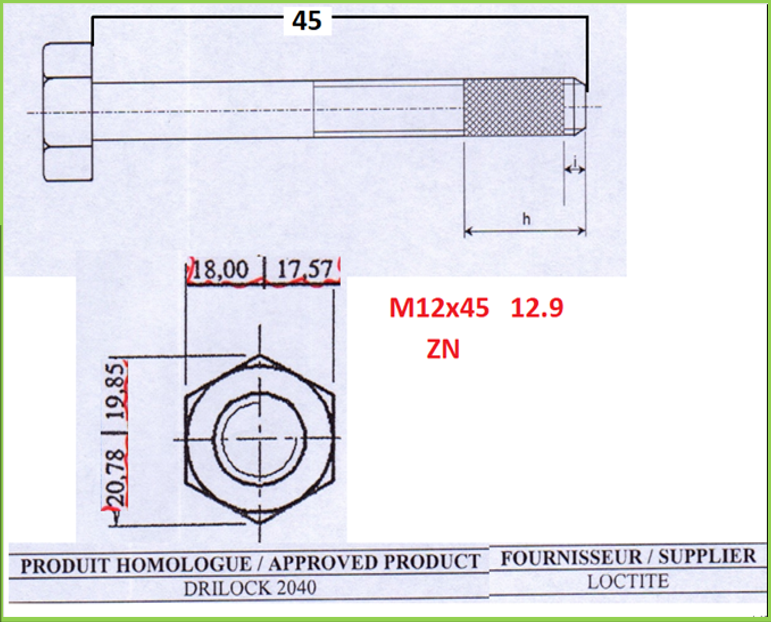 45
i
h
18,00 17,57
M12x45 12.9
ZN
19,85
20,78
PRODUIT HOMOLOGUE / APPROVED PRODUCT FOURNISSEUR / SUPPLIER
DRILOCK 2040 LOCTITE